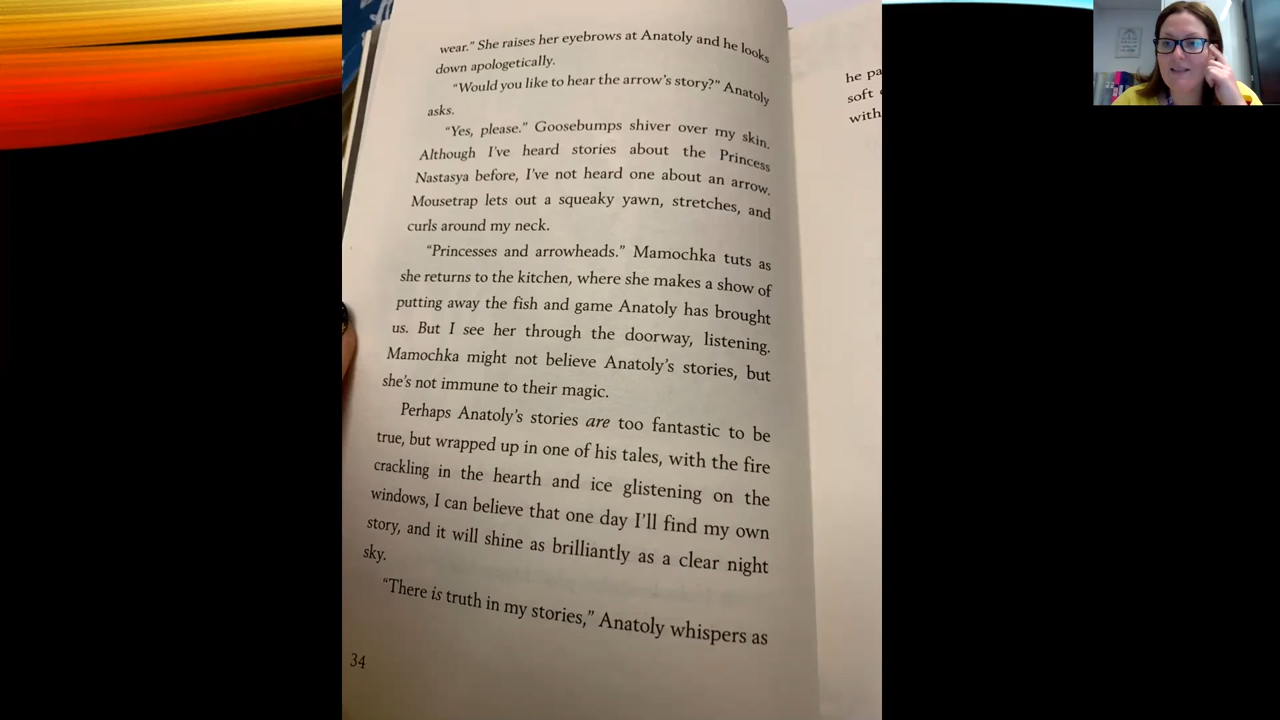 wear.” She raises her eyebrows at Anatoly and he looks
down apologetically.
“Would you like to hear the arrow’s story?” Anatoly
asks.
“Yes, please.” Goosebumps shiver over my skin.
Although I’ve heard stories about the Princess
Nastasya before, I’ve not heard one about an arrow.
Mousetrap lets out a squeaky yawn, stretches, and
curls around my neck.
“Princesses and arrowheads.” Mamochka tuts as
she returns to the kitchen, where she makes a show of
putting away the fish and game Anatoly has brought
us. But I see her through the doorway, listening.
Mamochka might not believe Anatoly’s stories, but
she’s not immune to their magic.
Perhaps Anatoly’s stories are too fantastic to be
true, but wrapped up in one of his tales, with the fire
crackling in the hearth and ice glistening on the
windows, I can believe that one day I’ll find my own
story, and it will shine as brilliantly as a clear night
sky.
“There is truth in my stories,” Anatoly whispers as
34
he pa
soft
with